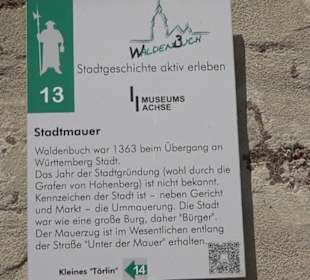 WALDENBUCH
Stadtgeschichte aktiv erleben
13
MUSEUMS
ACHSE
Stadtmauer
Waldenbuch war 1363 beim Übergang an
Württemberg Stadt.
Das Jahr der Stadtgründung (wohl durch die
Grafen von Hohenberg) ist nicht bekannt.
Kennzeichen der Stadt ist – neben Gericht
und Markt – die Ummauerung. Die Stadt
war wie eine große Burg, daher "Bürger".
Der Mauerzug ist im Wesentlichen entlang
der Straße "Unter der Mauer" erhalten.
Kleines "Törlin" 14